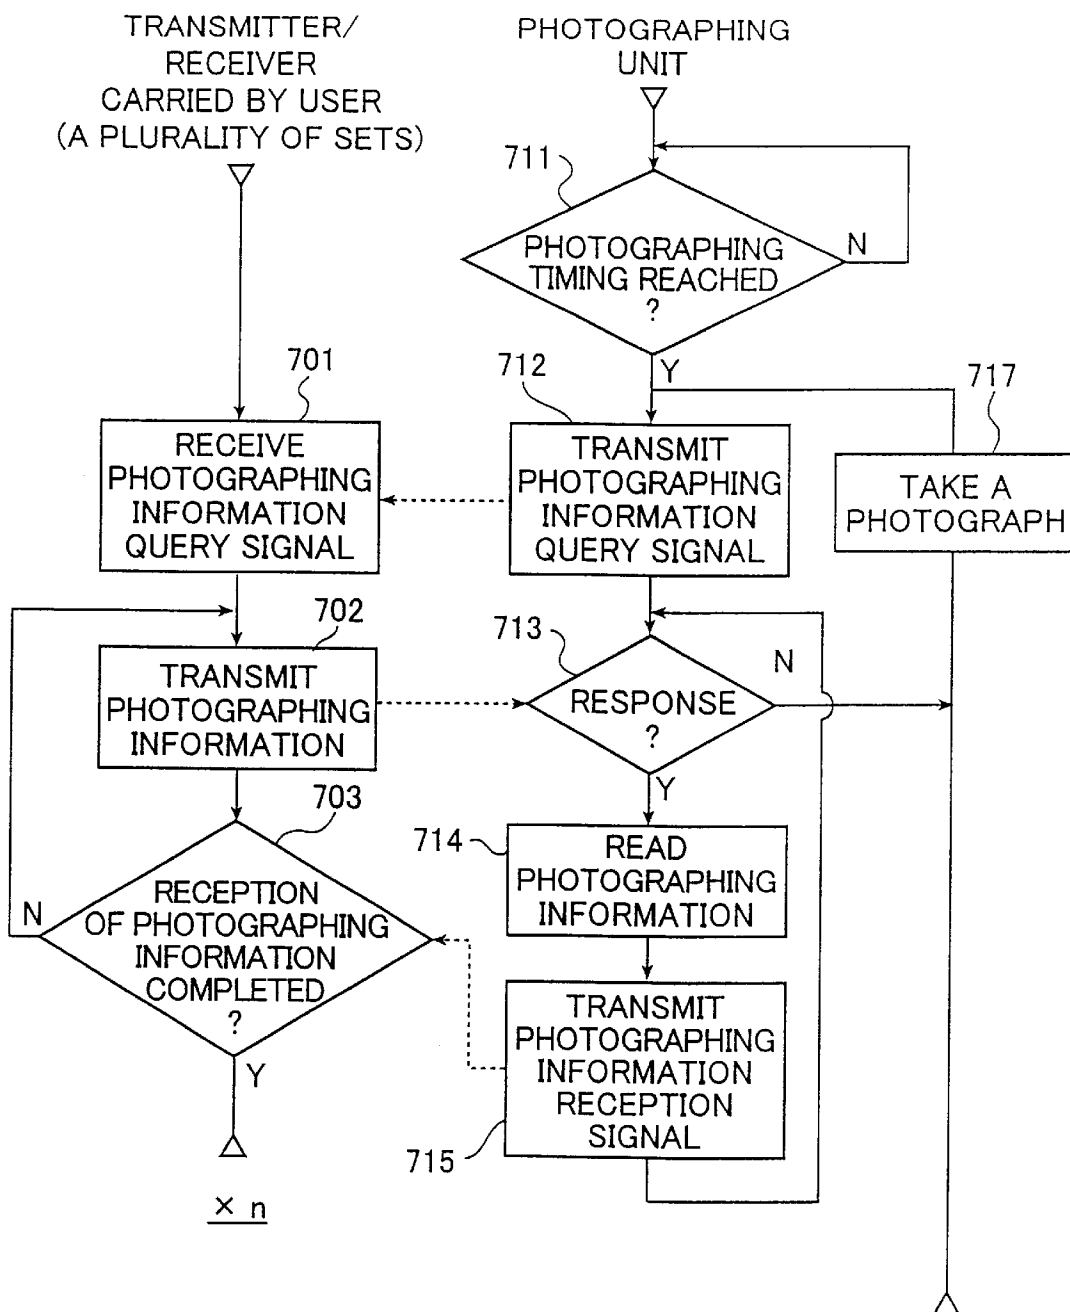 TRANSMITTER/
RECEIVER
CARRIED BY USER
(A PLURALITY OF SETS)
701
RECEIVE
PHOTOGRAPHING
INFORMATION
QUERY SIGNAL
702
TRANSMIT
PHOTOGRAPHING
INFORMATION
703
RECEPTION
OF PHOTOGRAPHING
INFORMATION
COMPLETED
?
N
Y
× n
PHOTOGRAPHING
UNIT
711
PHOTOGRAPHING
TIMING REACHED
?
N
Y
712
TRANSMIT
PHOTOGRAPHING
INFORMATION
QUERY SIGNAL
717
TAKE A
PHOTOGRAPH
713
RESPONSE
?
N
Y
714
READ
PHOTOGRAPHING
INFORMATION
715
TRANSMIT
PHOTOGRAPHING
INFORMATION
RECEPTION
SIGNAL